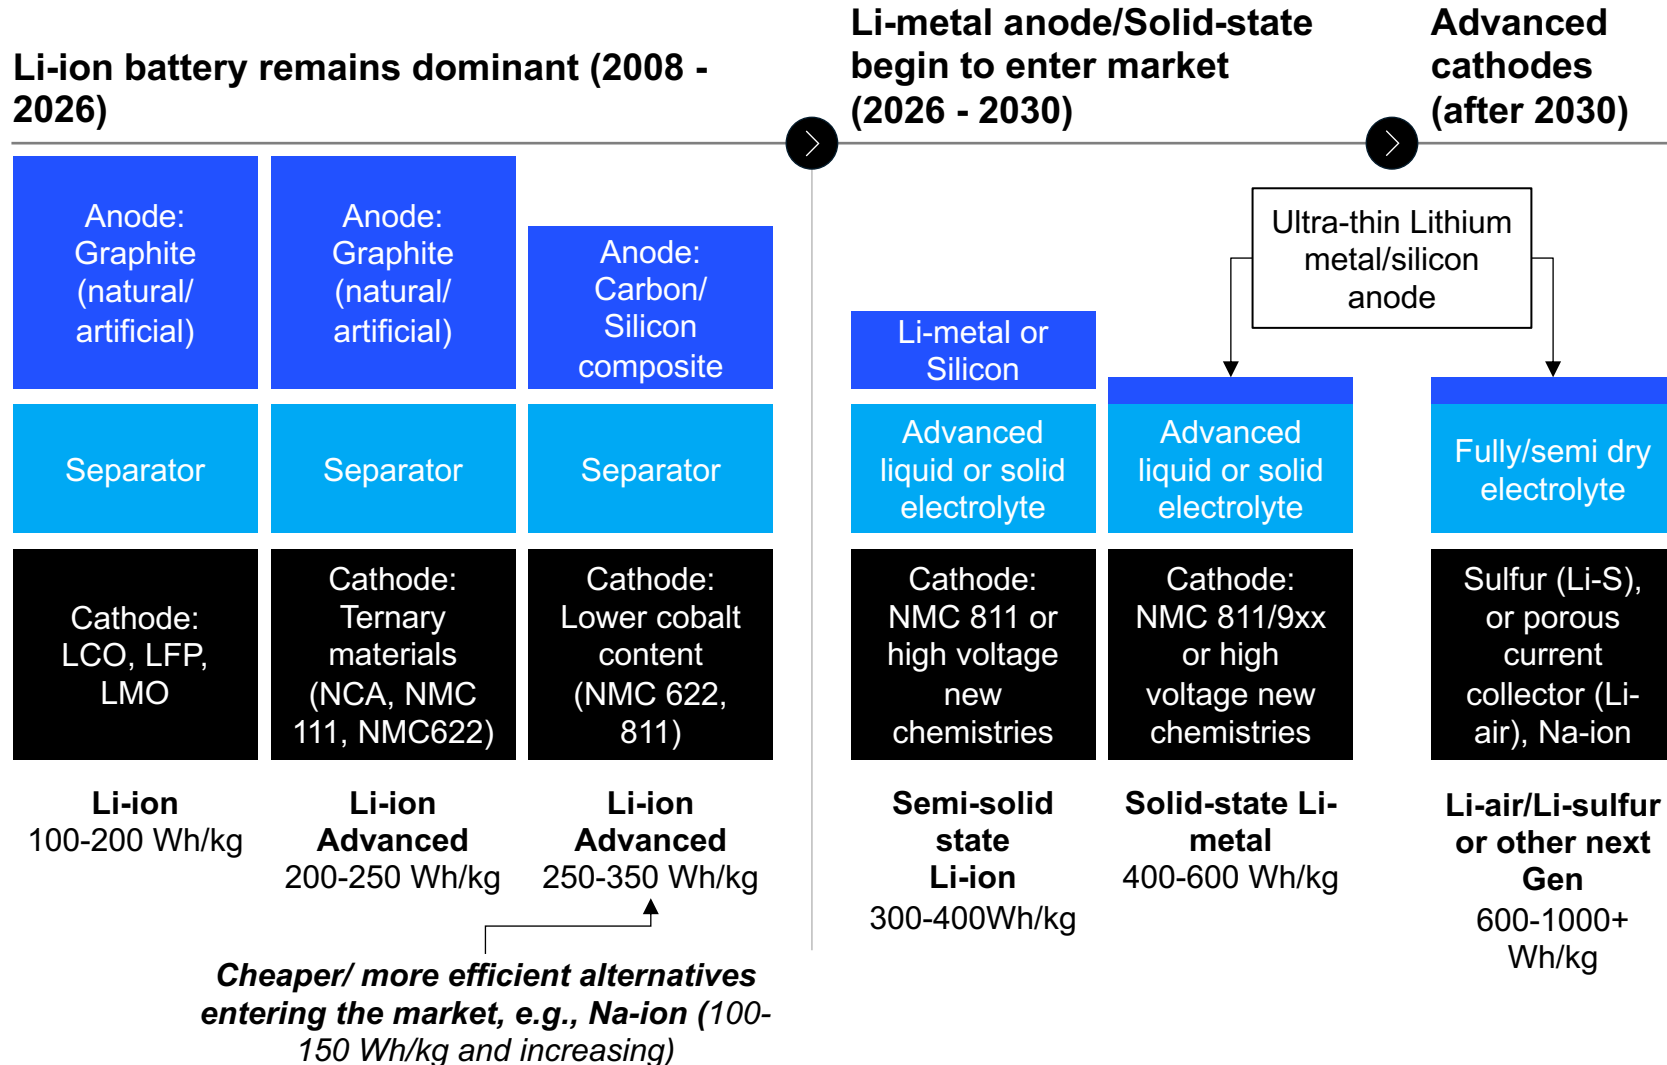 Li-ion battery remains dominant (2008 -
2026)
Li-metal anode/Solid-state
begin to enter market
(2026 - 2030)
Advanced
cathodes
(after 2030)
Anode:
Graphite
(natural/
artificial)
Separator
Cathode:
LCO, LFP,
LMO
Li-ion
100-200 Wh/kg
Anode:
Graphite
(natural/
artificial)
Separator
Cathode:
Ternary
materials
(NCA, NMC
111, NMC622)
Li-ion
Advanced
200-250 Wh/kg
Anode:
Carbon/
Silicon
composite
Separator
Cathode:
Lower cobalt
content
(NMC 622,
811)
Li-ion
Advanced
250-350 Wh/kg
Cheaper/ more efficient alternatives
entering the market, e.g., Na-ion (100-
150 Wh/kg and increasing)
Li-metal or
Silicon
Advanced
liquid or solid
electrolyte
Cathode:
NMC 811 or
high voltage
new
chemistries
Semi-solid
state
Li-ion
300-400Wh/kg
Ultra-thin Lithium
metal/silicon
anode
Advanced
liquid or solid
electrolyte
Cathode:
NMC 811/9xx
or high
voltage new
chemistries
Solid-state Li-
metal
400-600 Wh/kg
Fully/semi dry
electrolyte
Sulfur (Li-S),
or porous
current
collector (Li-
air), Na-ion
Li-air/Li-sulfur
or other next
Gen
600-1000+
Wh/kg